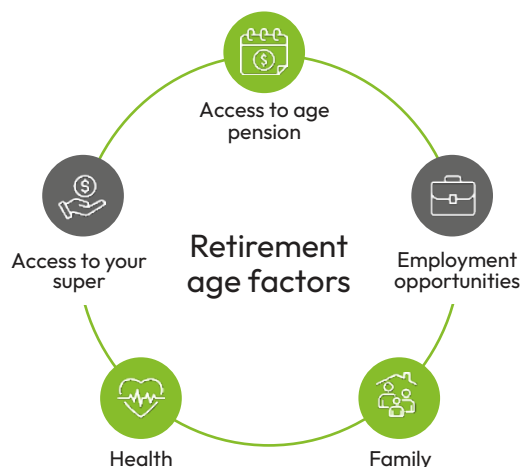 Access to age
pension
Employment
opportunities
Family
Health
Access to your
super
Retirement
age factors